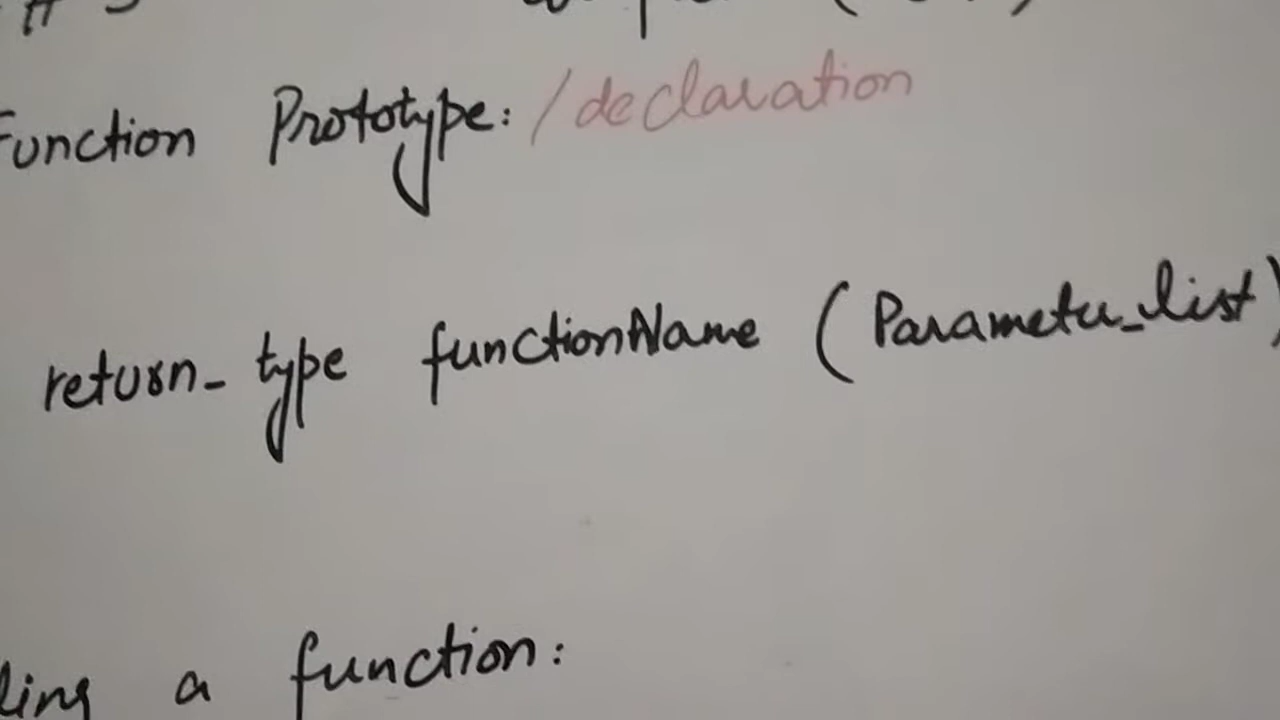 Function Prototype: /declaration
return_type functionName (Parameter_list)
a function: